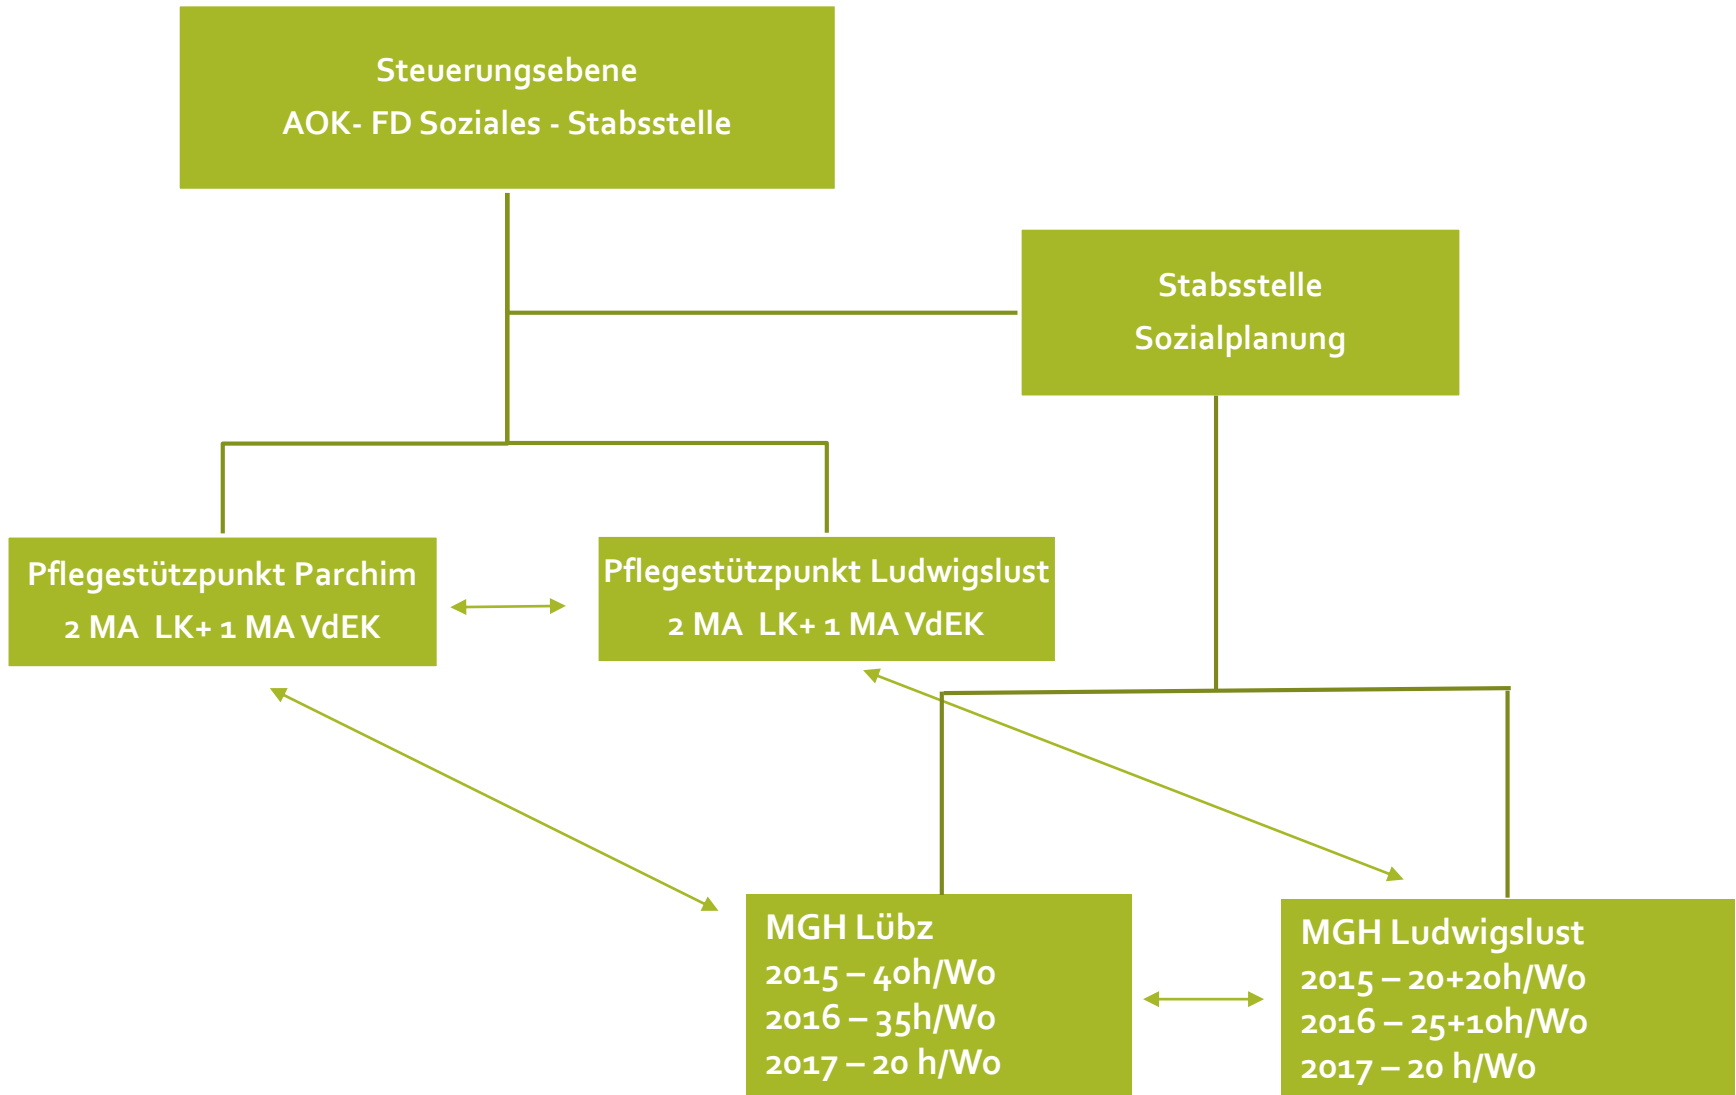 Steuerungsebene
AOK- FD Soziales - Stabsstelle
Stabsstelle
Sozialplanung
Pflegestützpunkt Parchim
2 MA  LK+ 1 MA VdEK
Pflegestützpunkt Ludwigslust
2 MA  LK+ 1 MA VdEK
MGH Lübz
2015 – 40h/Wo
2016 – 35h/Wo
2017 – 20 h/Wo
MGH Ludwigslust
2015 – 20+20h/Wo
2016 – 25+10h/Wo
2017 – 20 h/Wo